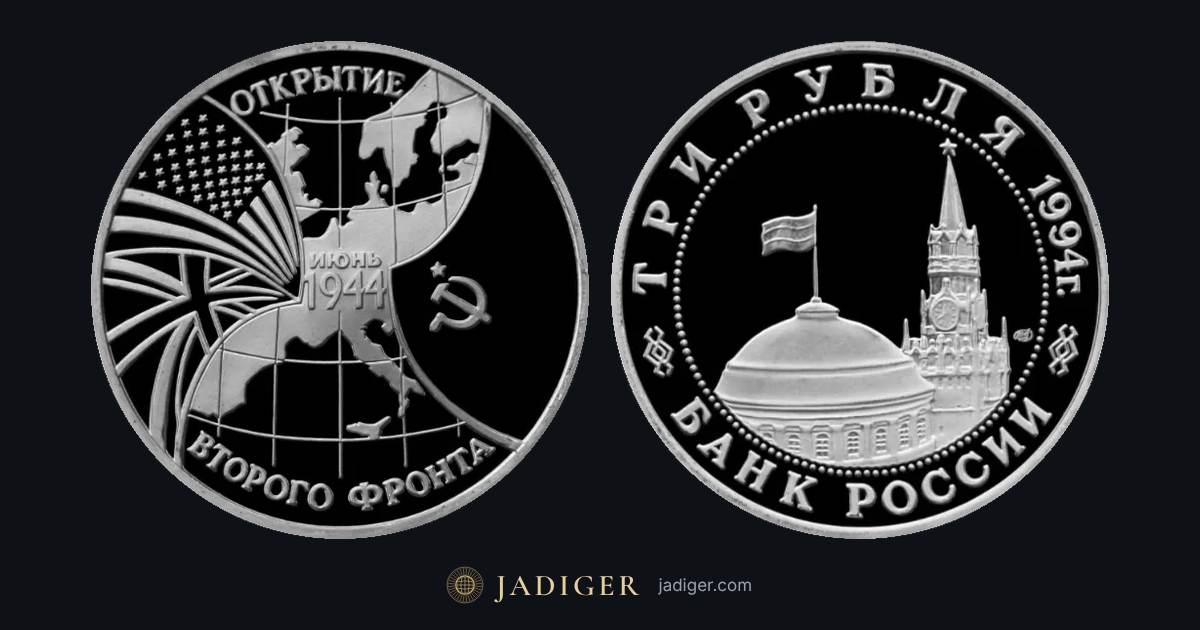 ОТКРЫТИЕ
ИЮНЬ
1944
ВТОРОГО ФРОНТА
ТРИ РУБЛЯ 1994г.
БАНК РОССИИ
JADIGER jadiger.com